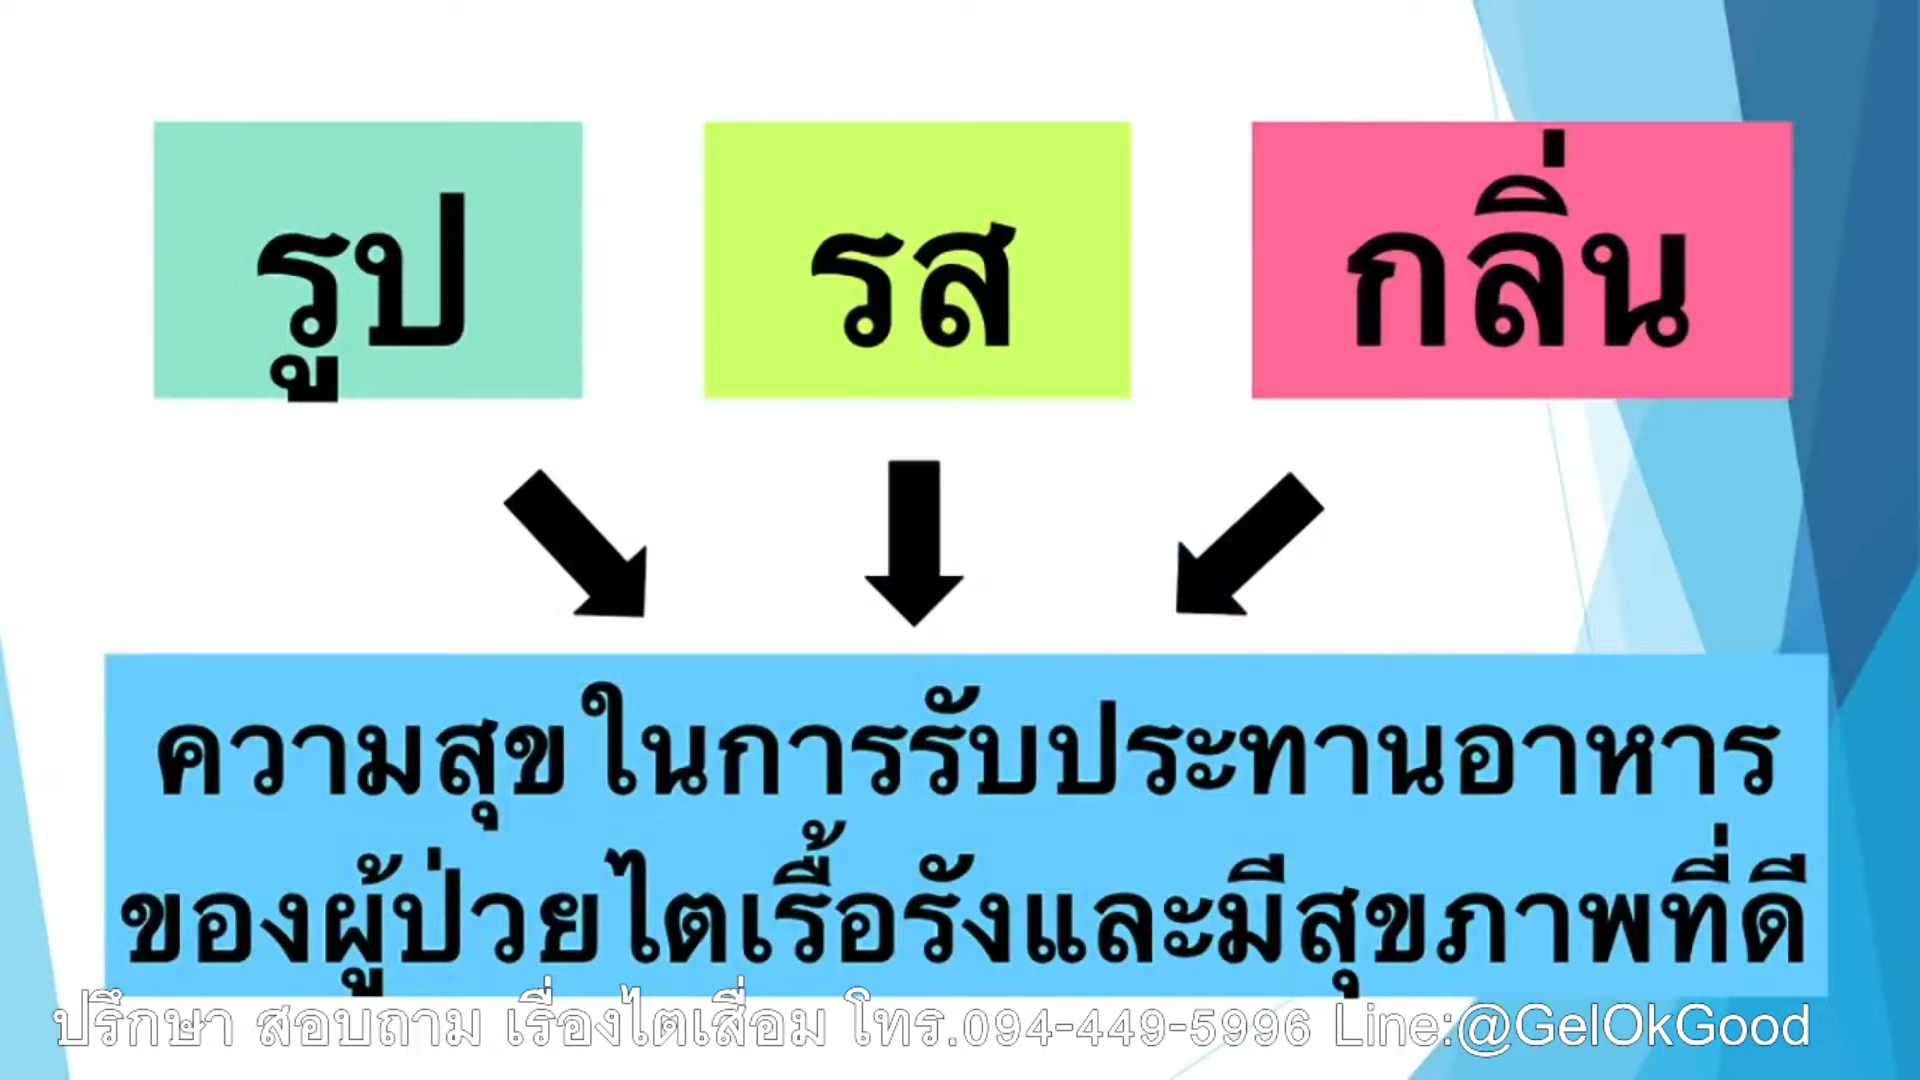 รูป
รส
กลิ่น
ความสุขในการรับประทานอาหาร
ของผู้ป่วยไตเรื้อรังและมีสุขภาพที่ดี
ปรึกษา สอบถาม เรื่องไตเสื่อม โทร.094-449-5996 Line:@GelOkGood